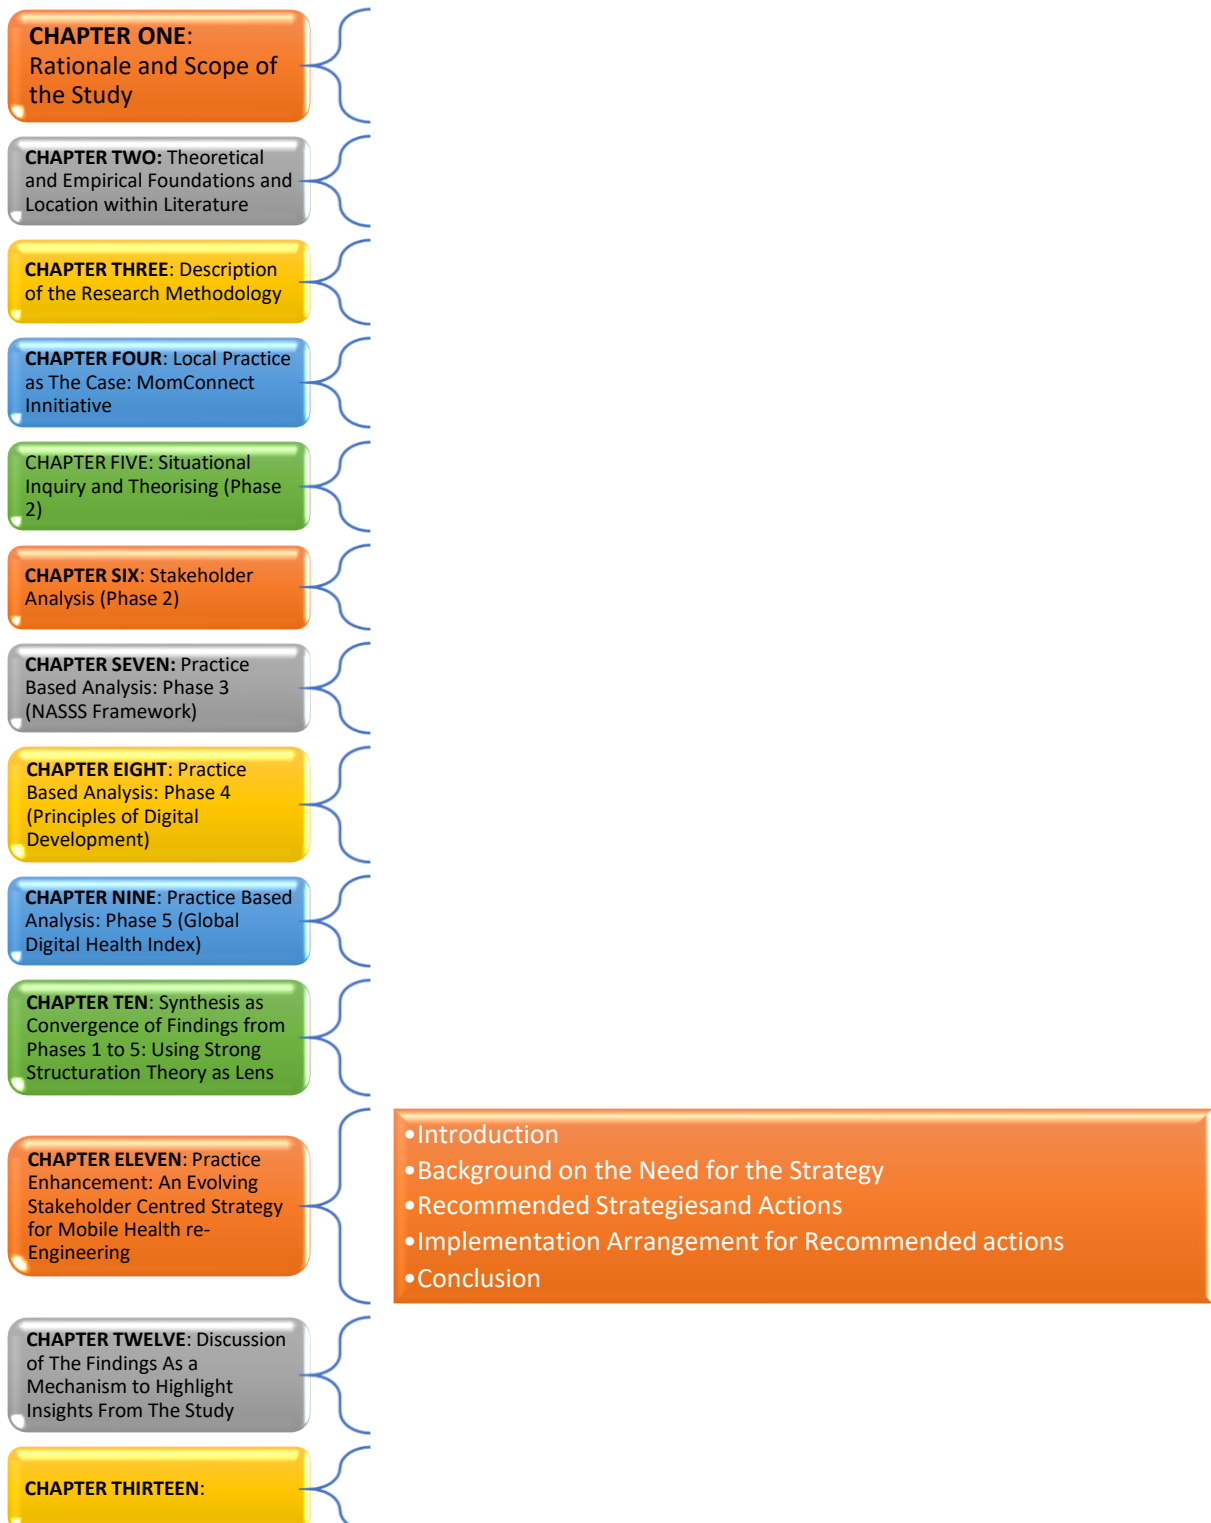 CHAPTER ONE:
Rationale and Scope of
the Study
CHAPTER TWO: Theoretical
and Empirical Foundations and
Location within Literature
CHAPTER THREE: Description
of the Research Methodology
CHAPTER FOUR: Local Practice
as The Case: MomConnect
Innitiative
CHAPTER FIVE: Situational
Inquiry and Theorising (Phase
2)
CHAPTER SIX: Stakeholder
Analysis (Phase 2)
CHAPTER SEVEN: Practice
Based Analysis: Phase 3
(NASSS Framework)
CHAPTER EIGHT: Practice
Based Analysis: Phase 4
(Principles of Digital
Development)
CHAPTER NINE: Practice Based
Analysis: Phase 5 (Global
Digital Health Index)
CHAPTER TEN: Synthesis as
Convergence of Findings from
Phases 1 to 5: Using Strong
Structuration Theory as Lens
CHAPTER ELEVEN: Practice
Enhancement: An Evolving
Stakeholder Centred Strategy
for Mobile Health re-
Engineering
•Introduction
•Background on the Need for the Strategy
•Recommended Strategiesand Actions
•Implementation Arrangement for Recommended actions
•Conclusion
CHAPTER TWELVE: Discussion
of The Findings As a
Mechanism to Highlight
Insights From The Study
CHAPTER THIRTEEN: